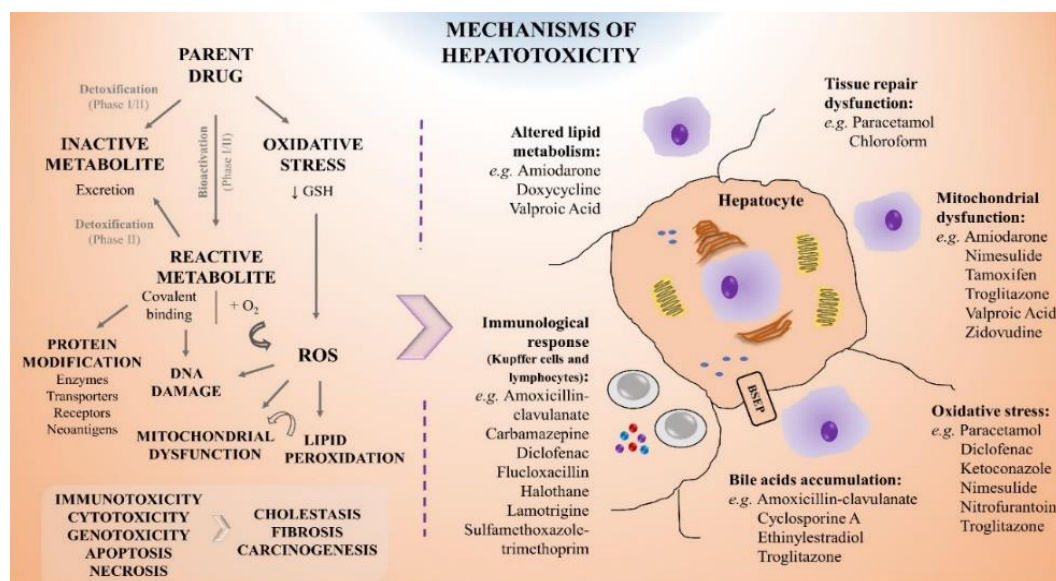 MECHANISMS OF
HEPATOTOXICITY
PARENT
DRUG
Detoxification
(Phase I/II)
Bioactivation
(Phase I/II)
INACTIVE
METABOLITE
Excretion
OXIDATIVE
STRESS
↓ GSH
Detoxification
(Phase II)
REACTIVE
METABOLITE
Covalent
binding
+ O₂
PROTEIN
MODIFICATION
Enzymes
Transporters
Receptors
Neoantigens
DNA
DAMAGE
ROS
MITOCHONDRIAL
DYSFUNCTION
LIPID
PEROXIDATION
IMMUNOTOXICITY
CYTOTOXICITY
GENOTOXICITY
APOPTOSIS
NECROSIS
CHOLESTASIS
FIBROSIS
CARCINOGENESIS
Altered lipid
metabolism:
e.g. Amiodarone
Doxycycline
Valproic Acid
Immunological
response
(Kupffer cells and
lymphocytes):
e.g. Amoxicillin-
clavulanate
Carbamazepine
Diclofenac
Flucloxacillin
Halothane
Lamotrigine
Sulfamethoxazole-
trimethoprim
Hepatocyte
BSEP
Tissue repair
dysfunction:
e.g. Paracetamol
Chloroform
Mitochondrial
dysfunction:
e.g. Amiodarone
Nimesulide
Tamoxifen
Troglitazone
Valproic Acid
Zidovudine
Oxidative stress:
e.g. Paracetamol
Diclofenac
Ketoconazole
Nimesulide
Nitrofurantoin
Troglitazone
Bile acids accumulation:
e.g. Amoxicillin-clavulanate
Cyclosporine A
Ethinylestradiol
Troglitazone